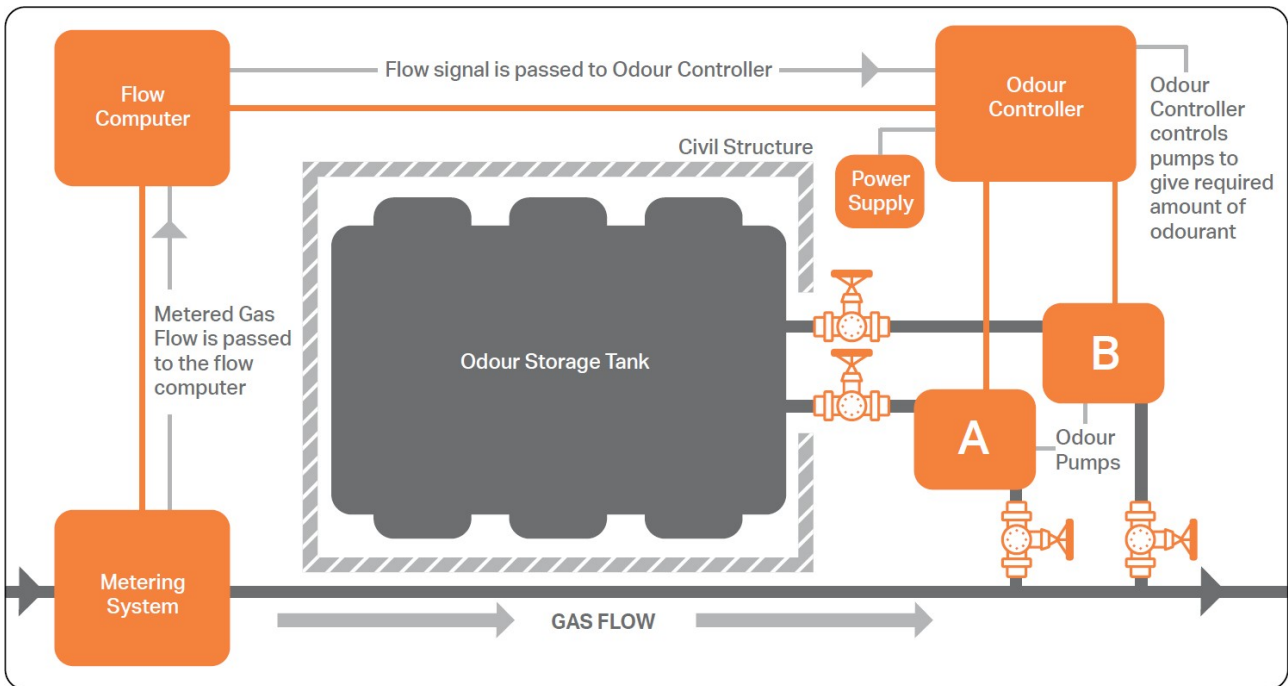 Flow
Computer
Flow signal is passed to Odour Controller
Odour
Controller
Odour
Controller
controls
pumps to
give required
amount of
odourant
Civil Structure
Power
Supply
Metered Gas
Flow is passed
to the flow
computer
Odour Storage Tank
B
A
Odour
Pumps
Metering
System
GAS FLOW